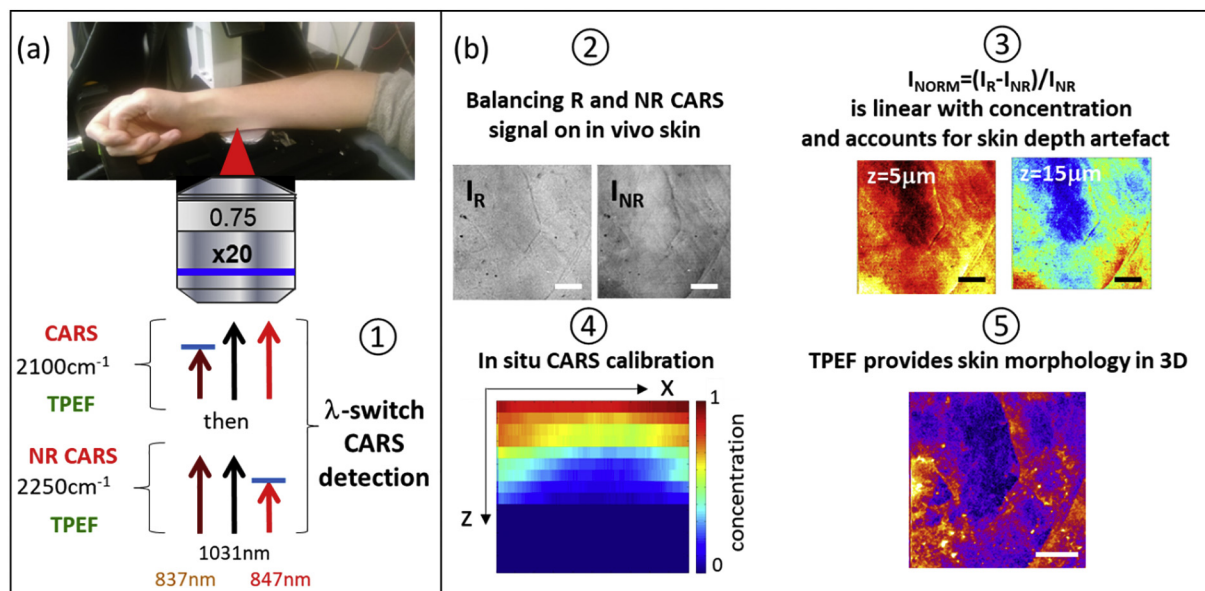 (a)
0.75
x20
CARS
2100cm⁻¹
TPEF
then
NR CARS
2250cm⁻¹
TPEF
1031nm
837nm
847nm
①
λ-switch
CARS
detection
(b)
②
Balancing R and NR CARS
signal on in vivo skin
I_R
I_NR
③
I_NORM=(I_R-I_NR)/I_NR
is linear with concentration
and accounts for skin depth artefact
z=5μm
z=15μm
④
In situ CARS calibration
X
Z
1
0
concentration
⑤
TPEF provides skin morphology in 3D